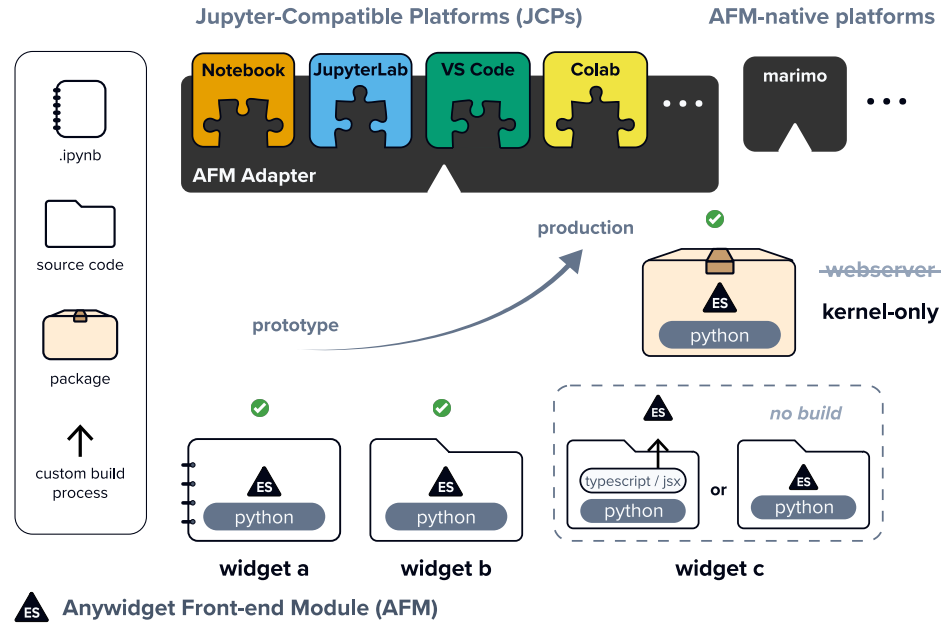 Jupyter-Compatible Platforms (JCPs)
AFM-native platforms
Notebook
JupyterLab
VS Code
Colab
...
marimo
...
AFM Adapter
.ipynb
source code
package
custom build
process
prototype
production
ES
python
webserver
kernel-only
ES
python
widget a
ES
python
widget b
ES
no build
typescript / jsx
python
or
ES
python
widget c
ES
Anywidget Front-end Module (AFM)